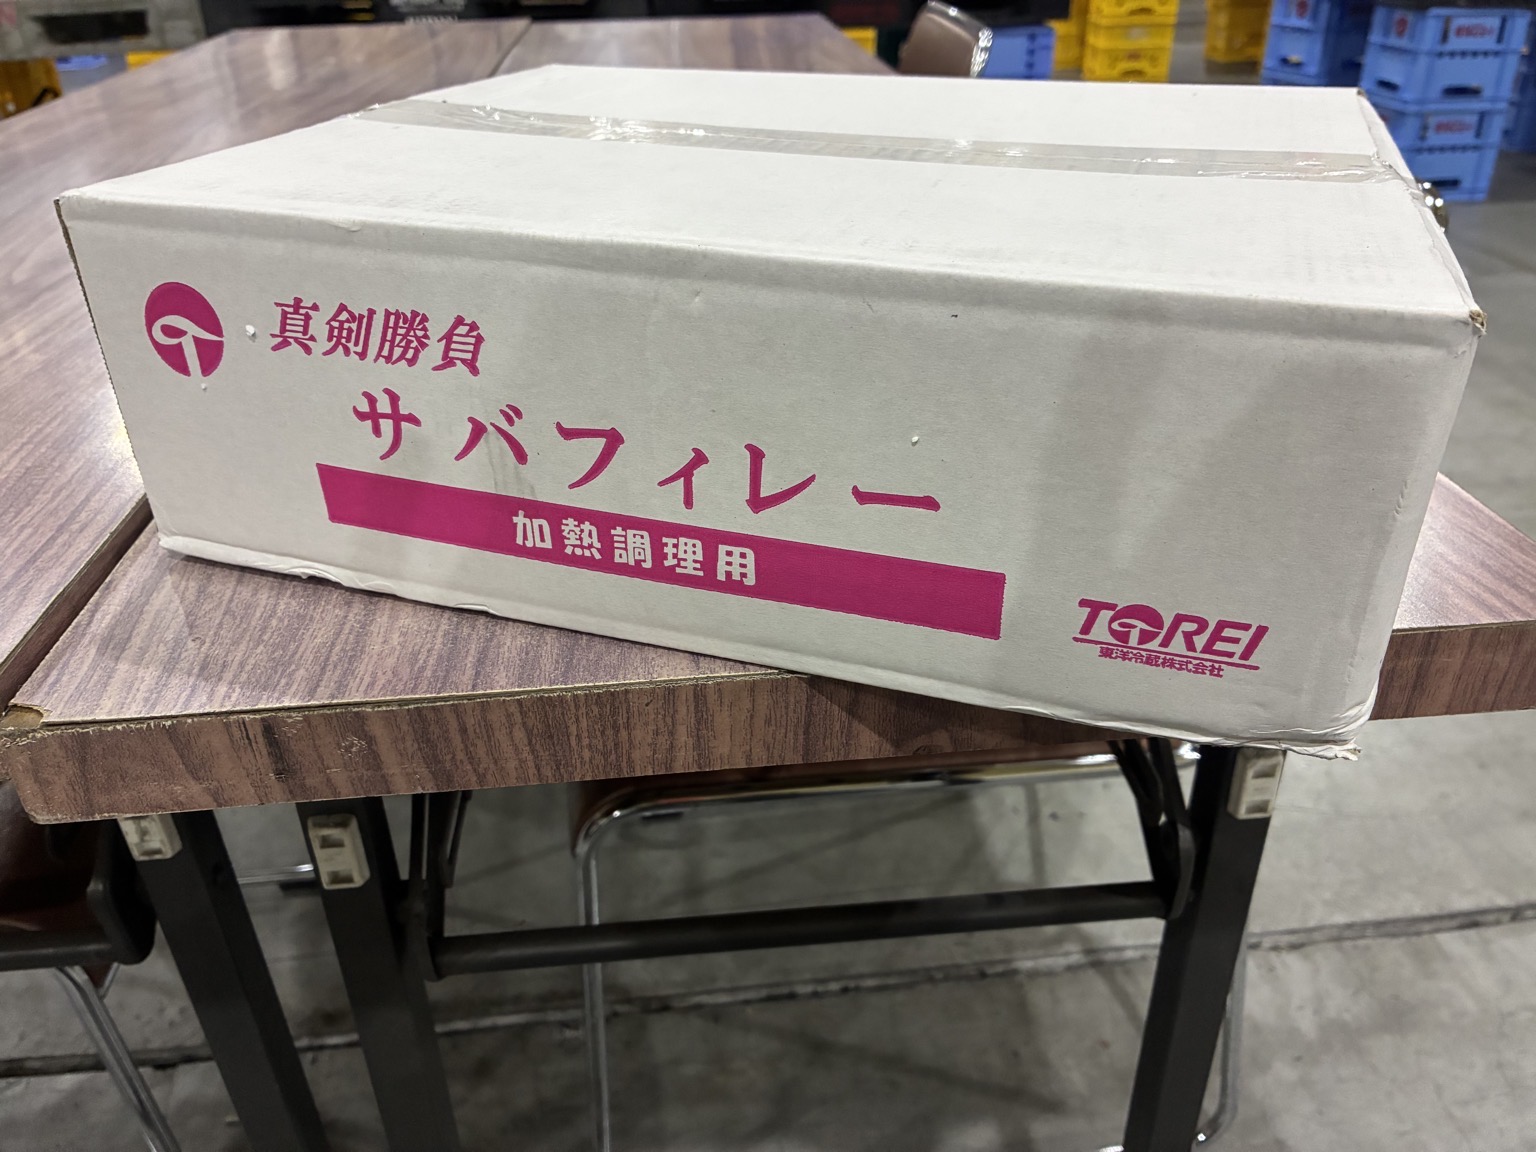 真剣勝負
サバフィレー
加熱調理用
TOREI
東洋冷蔵株式会社